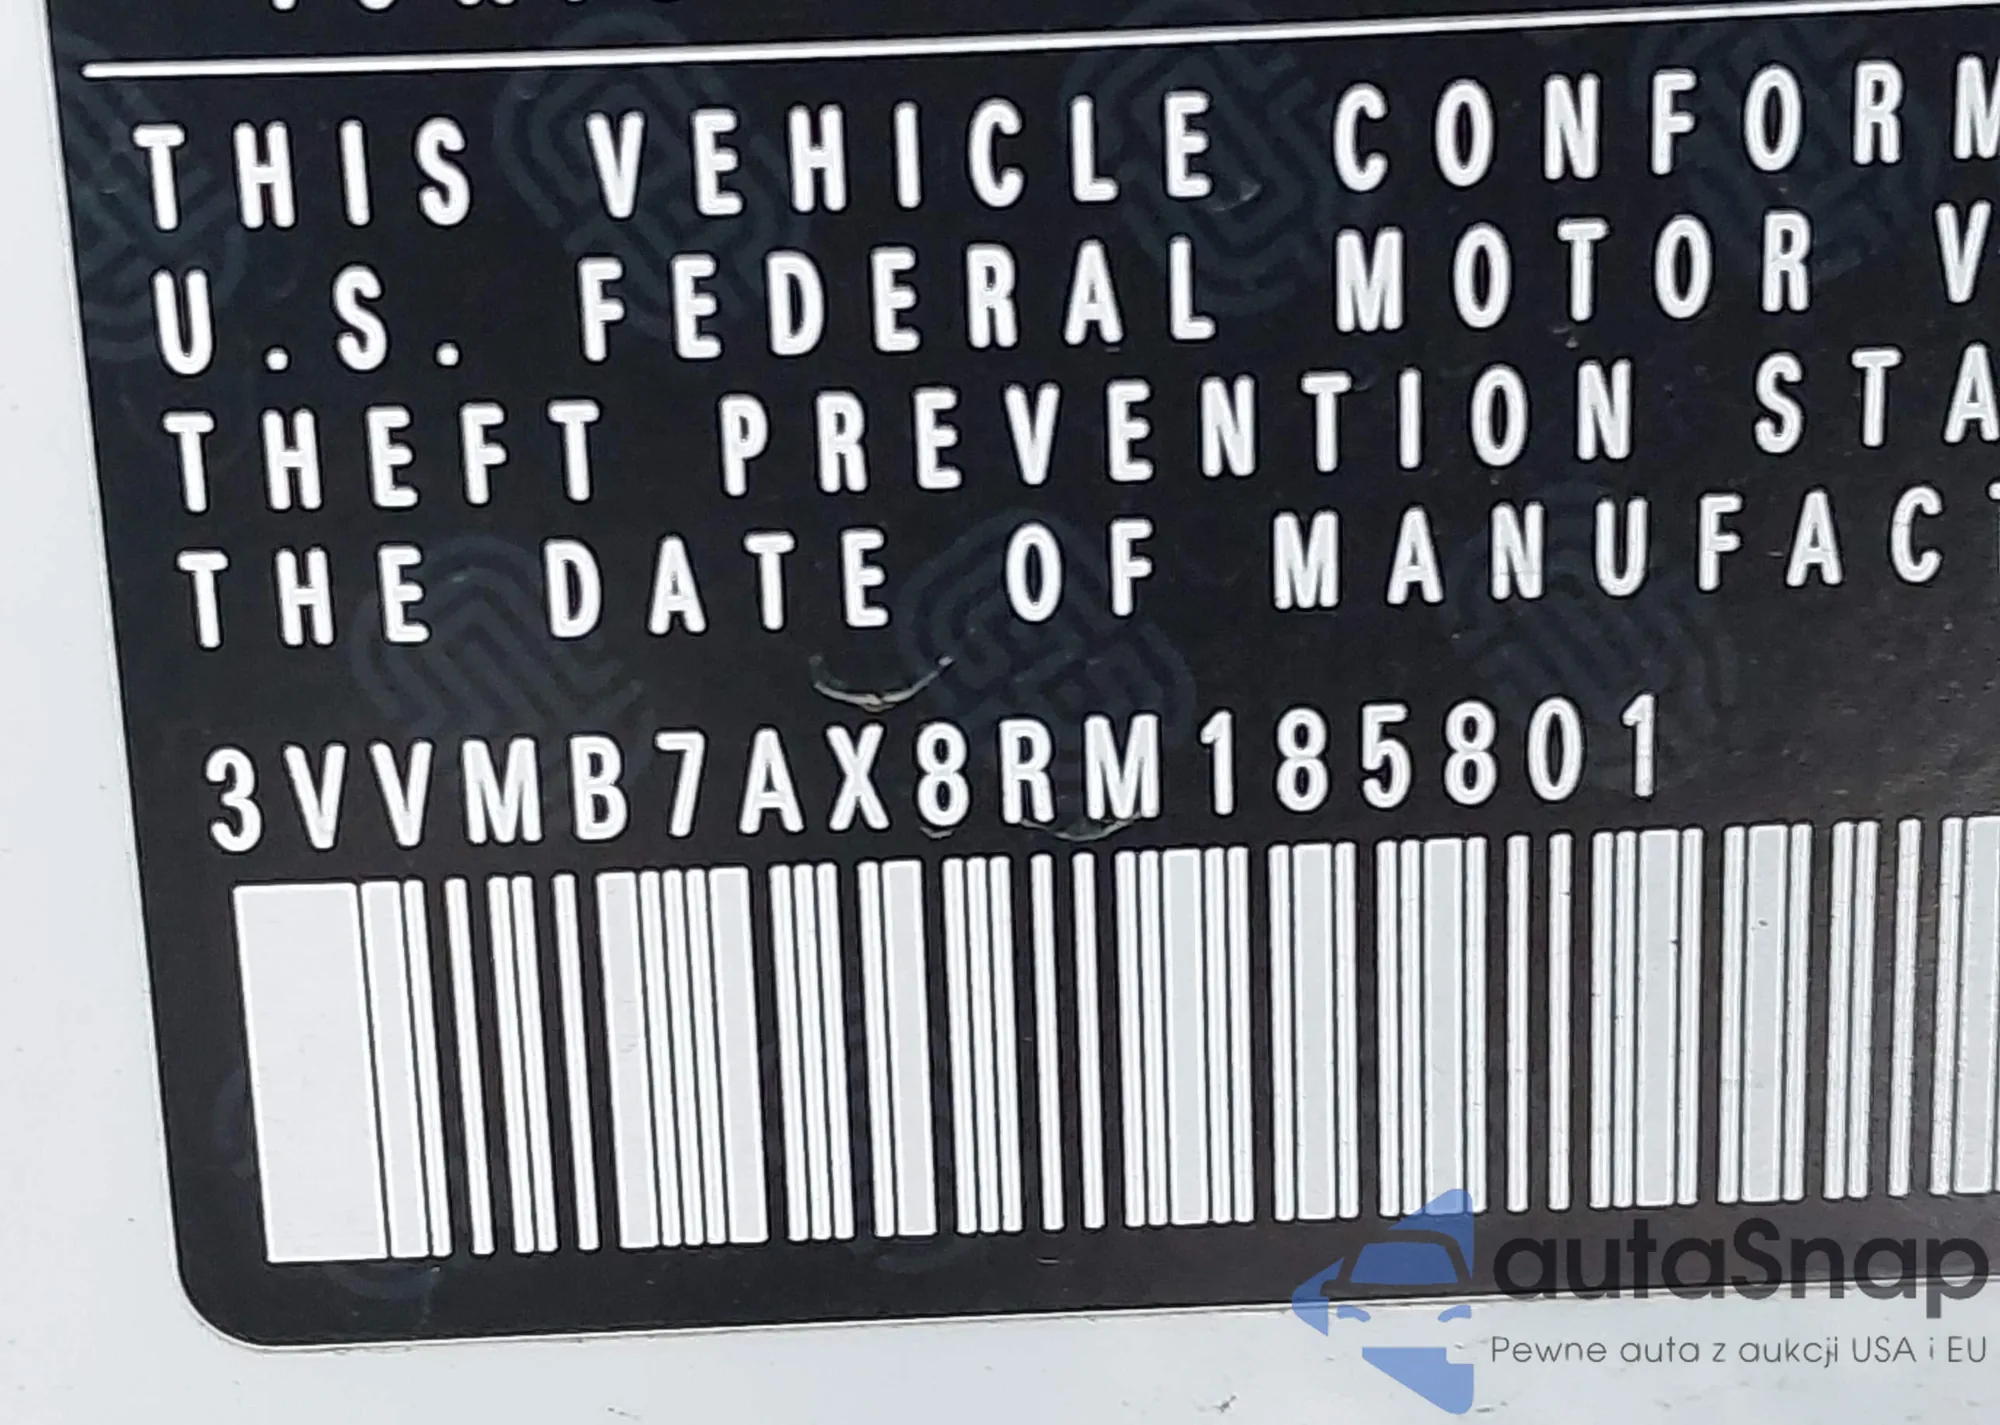 THIS VEHICLE CONFORM
U.S. FEDERAL MOTOR V
THEFT PREVENTION STA
THE DATE OF MANUFACT
3VVMB7AX8RM185801
autaSnap
Pewne auta z aukcji USA i EU